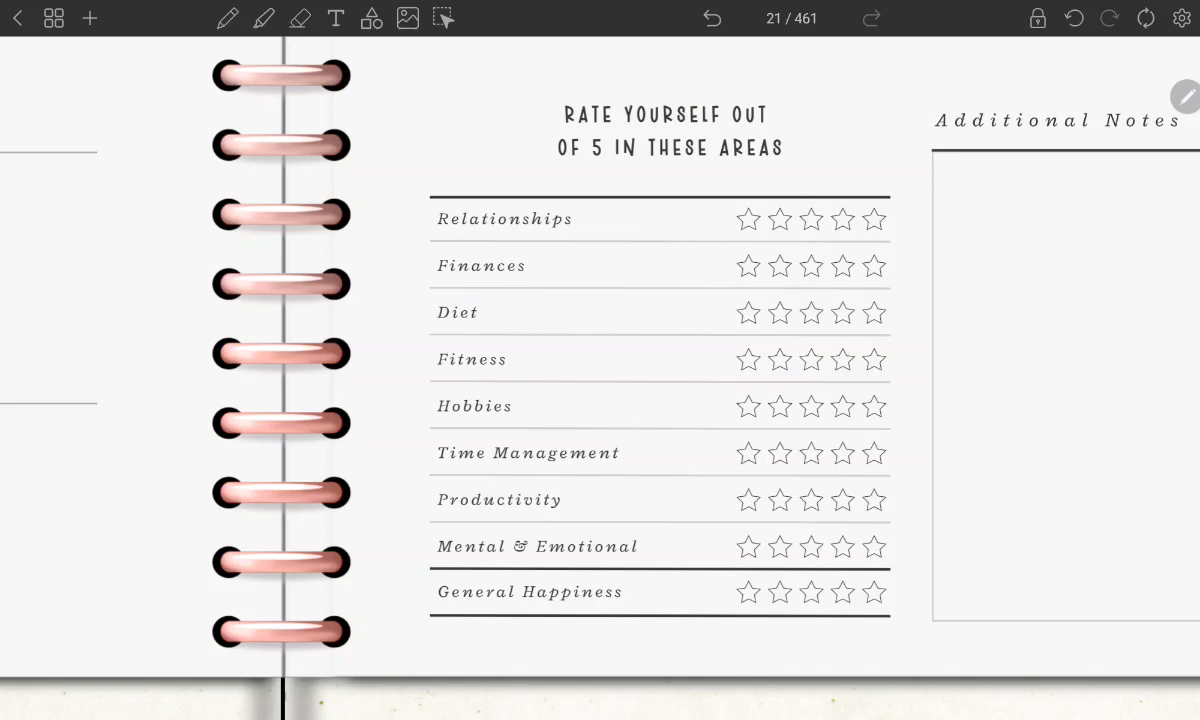 21 / 461
RATE YOURSELF OUT
OF 5 IN THESE AREAS
Relationships
Finances
Diet
Fitness
Hobbies
Time Management
Productivity
Mental & Emotional
General Happiness
Additional Notes